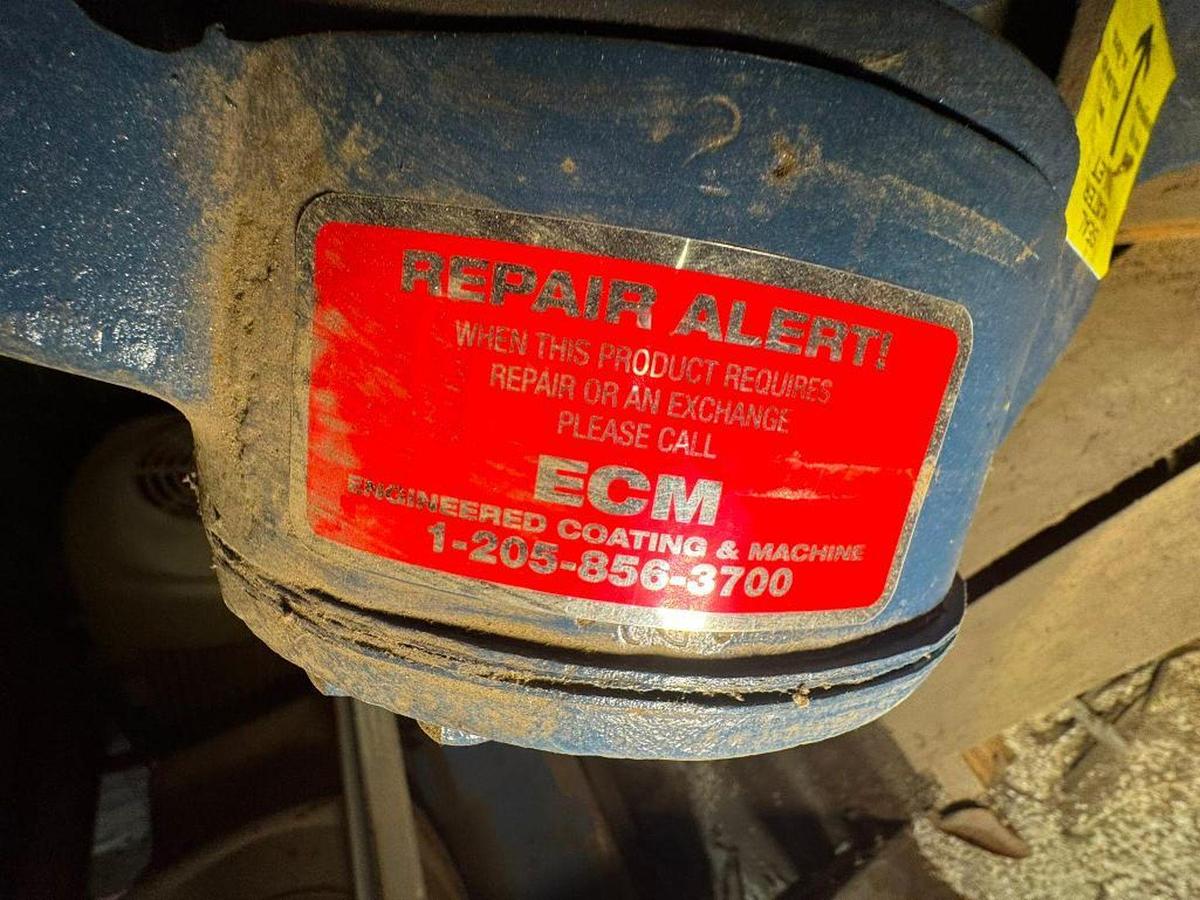 REPAIR ALERT!
WHEN THIS PRODUCT REQUIRES
REPAIR OR AN EXCHANGE
PLEASE CALL
ECM
ENGINEERED COATING & MACHINE
1-205-856-3700